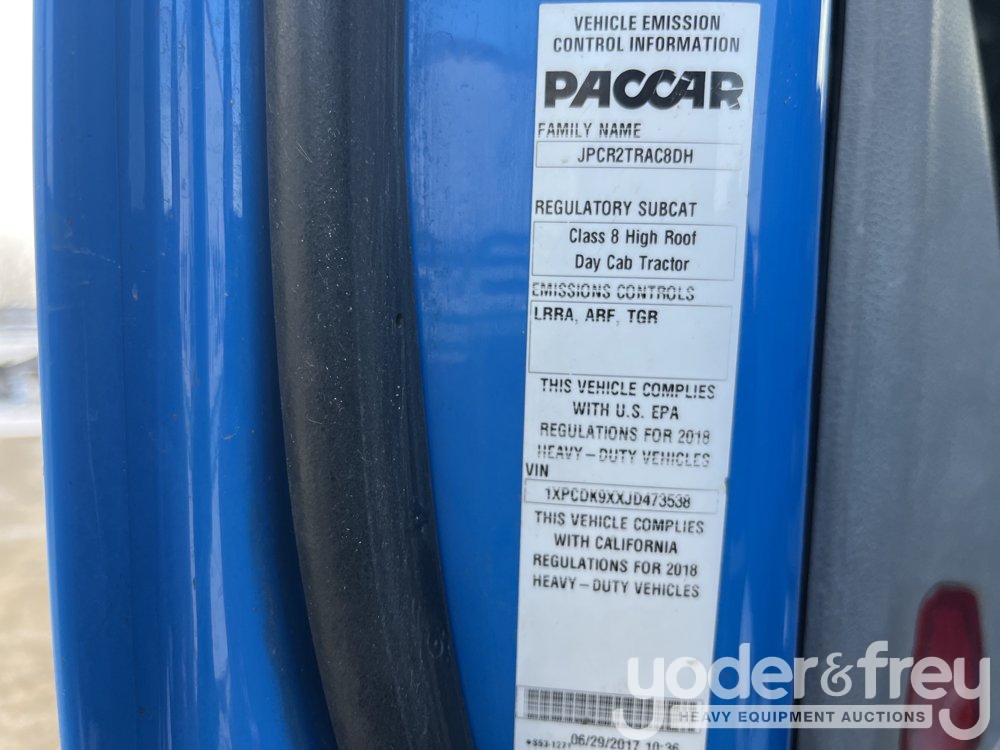 VEHICLE EMISSION
CONTROL INFORMATION
PACCAR
FAMILY NAME
JPCR2TRAC8DH
REGULATORY SUBCAT
Class 8 High Roof
Day Cab Tractor
EMISSIONS CONTROLS
LRRA, ARF, TGR
THIS VEHICLE COMPLIES
WITH U.S. EPA
REGULATIONS FOR 2018
HEAVY-DUTY VEHICLES
VIN
1XPCDK9XXJD473538
THIS VEHICLE COMPLIES
WITH CALIFORNIA
REGULATIONS FOR 2018
HEAVY-DUTY VEHICLES
06/29/2017 10:36
yoder&frey
HEAVY EQUIPMENT AUCTIONS